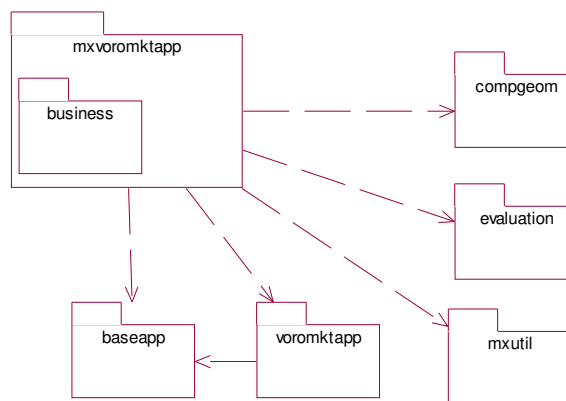 mxvoromktapp
business
compgeom
evaluation
baseapp
voromktapp
mxutil